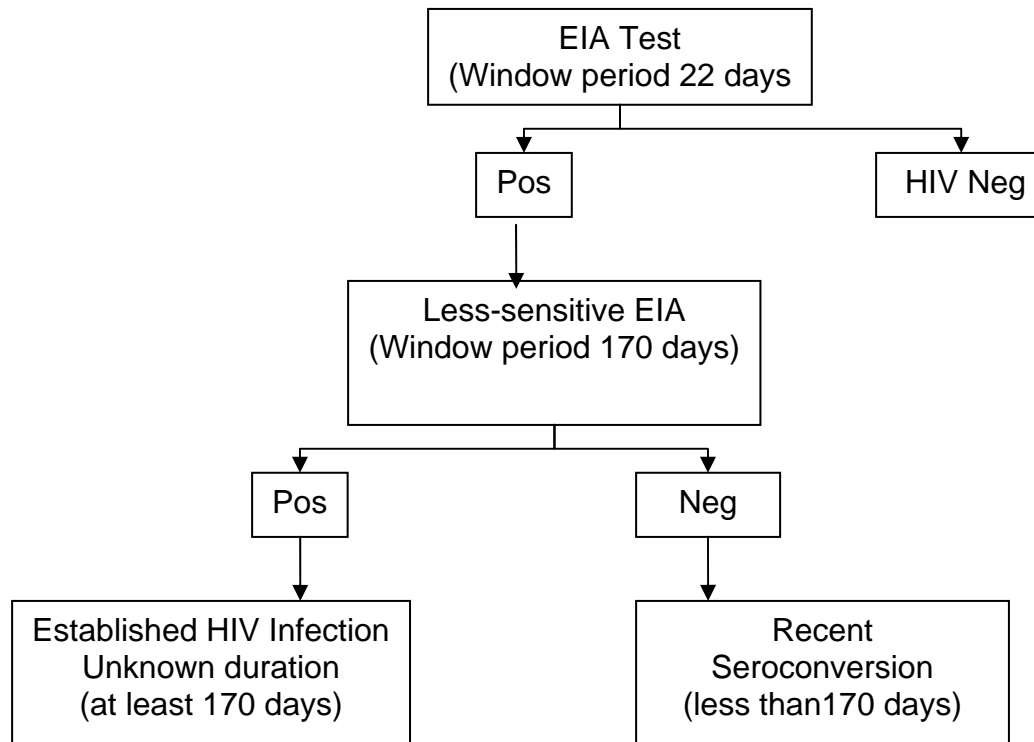 EIA Test
(Window period 22 days
Pos
HIV Neg
Less-sensitive EIA
(Window period 170 days)
Pos
Neg
Established HIV Infection
Unknown duration
(at least 170 days)
Recent
Seroconversion
(less than170 days)